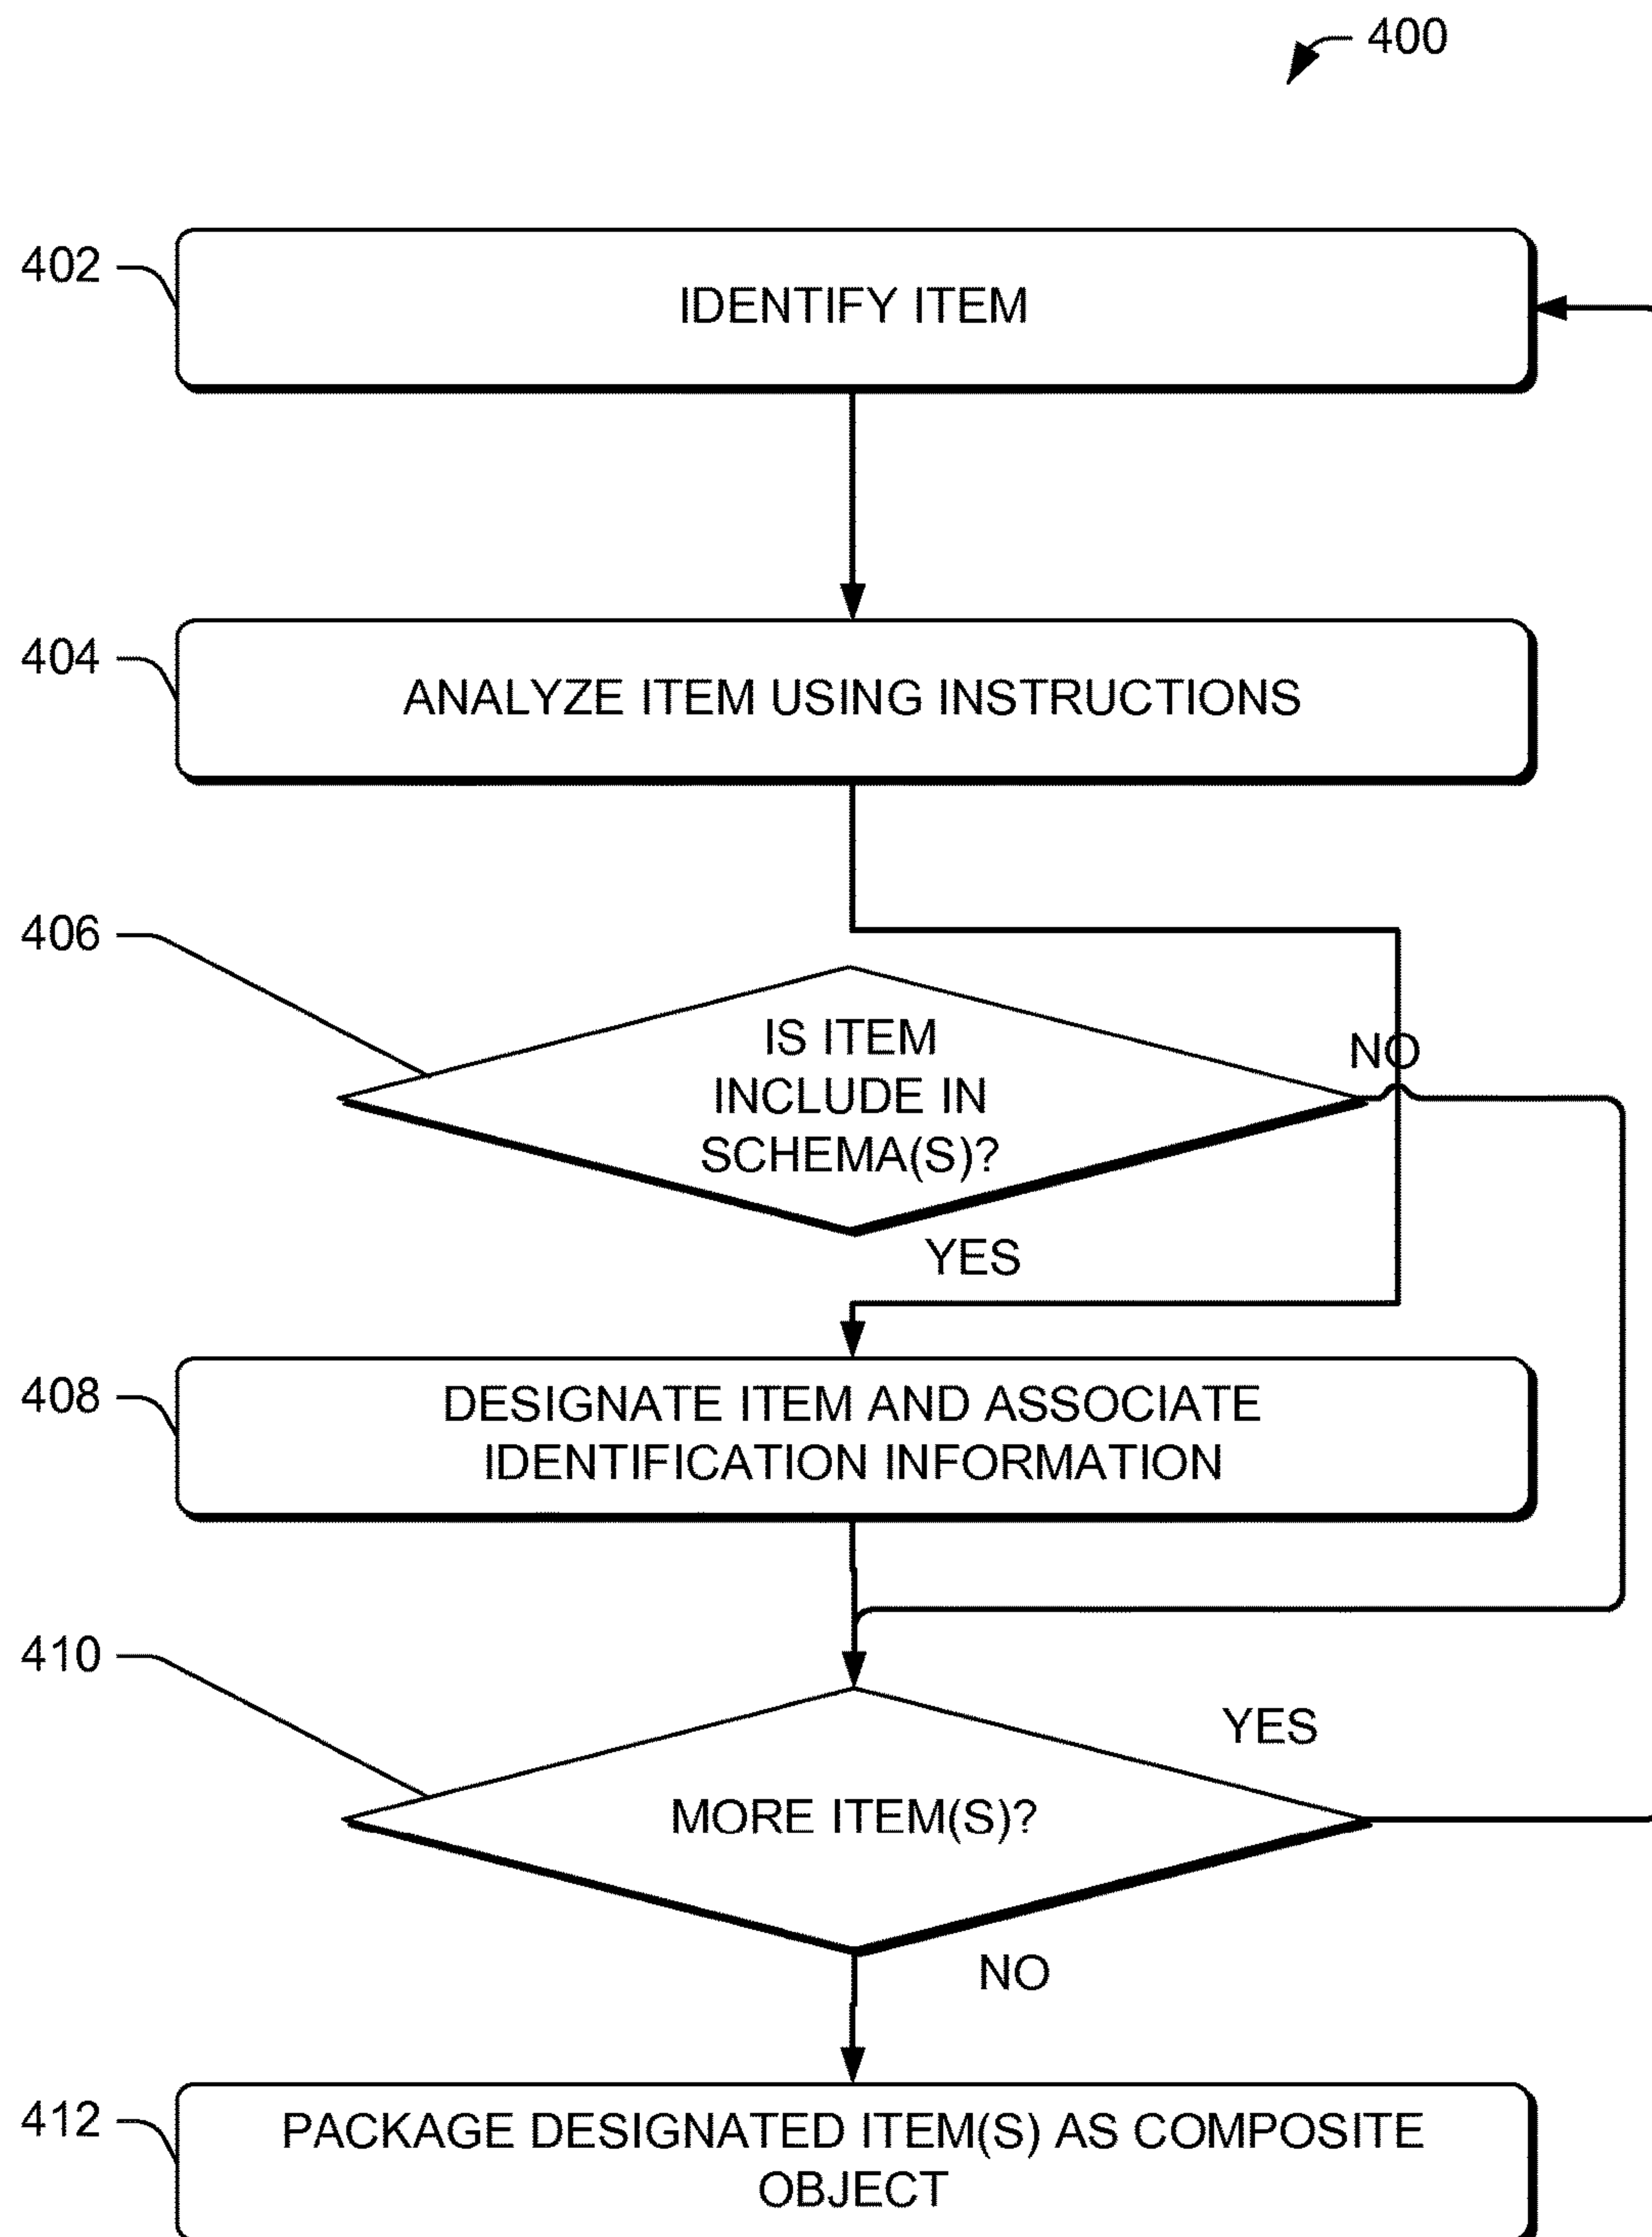 400
402
IDENTIFY ITEM
404
ANALYZE ITEM USING INSTRUCTIONS
406
IS ITEM
INCLUDE IN
SCHEMA(S)?
NO
YES
408
DESIGNATE ITEM AND ASSOCIATE
IDENTIFICATION INFORMATION
410
YES
MORE ITEM(S)?
NO
412
PACKAGE DESIGNATED ITEM(S) AS COMPOSITE
OBJECT